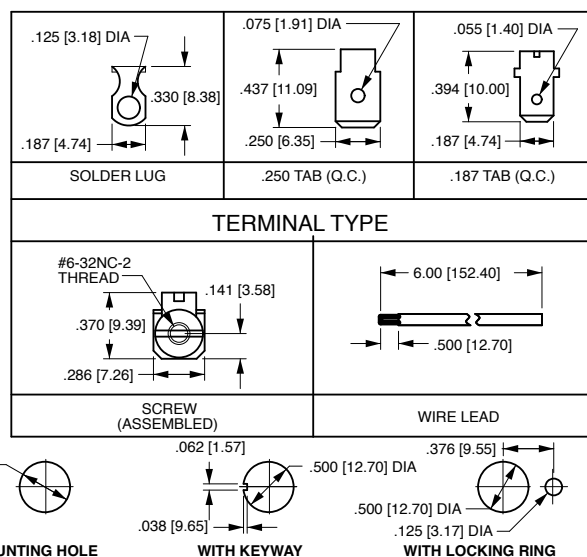 .125 [3.18] DIA
.330 [8.38]
.187 [4.74]
SOLDER LUG
.075 [1.91] DIA
.437 [11.09]
.250 [6.35]
.250 TAB (Q.C.)
.055 [1.40] DIA
.394 [10.00]
.187 [4.74]
.187 TAB (Q.C.)
TERMINAL TYPE
#6-32NC-2
THREAD
.141 [3.58]
.370 [9.39]
.286 [7.26]
SCREW
(ASSEMBLED)
6.00 [152.40]
.500 [12.70]
WIRE LEAD
UNTING HOLE
.062 [1.57]
.500 [12.70] DIA
.038 [9.65]
WITH KEYWAY
.376 [9.55]
.500 [12.70] DIA
.125 [3.17] DIA
WITH LOCKING RING